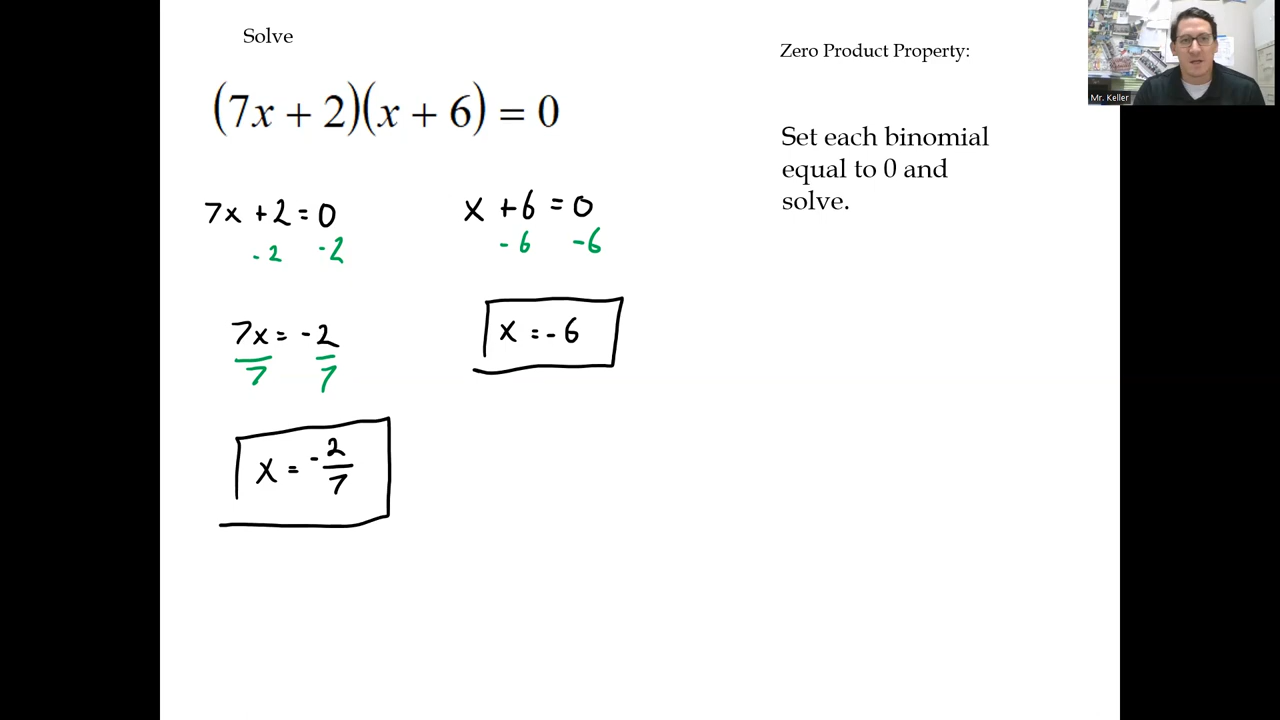 Solve
(7x + 2)(x + 6) = 0
7x + 2 = 0
- 2 - 2
7x = - 2
7 7
x = - 2/7
x + 6 = 0
- 6 - 6
x = - 6
Zero Product Property:
Set each binomial
equal to 0 and
solve.
Mr. Keller